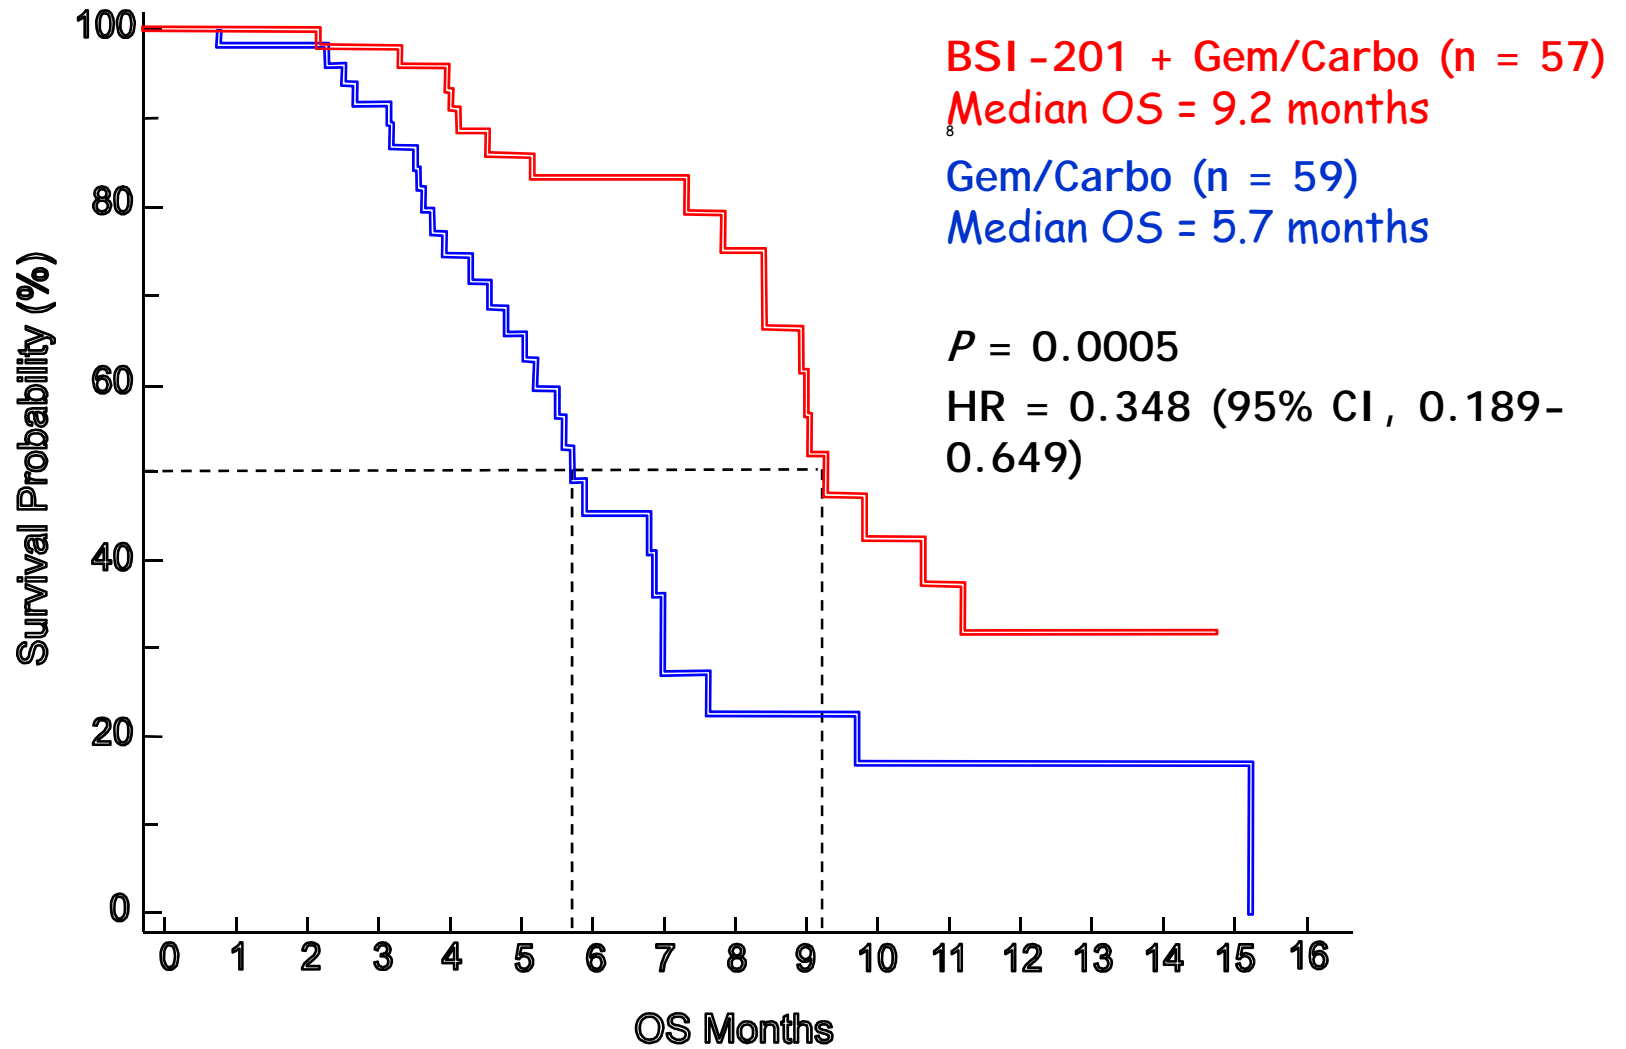 100
80
60
40
20
0
Survival Probability (%)
BSI-201 + Gem/Carbo (n = 57)
Median OS = 9.2 months
8
Gem/Carbo (n = 59)
Median OS = 5.7 months
P = 0.0005
HR = 0.348 (95% CI, 0.189-
0.649)
0 1 2 3 4 5 6 7 8 9 10 11 12 13 14 15 16
OS Months